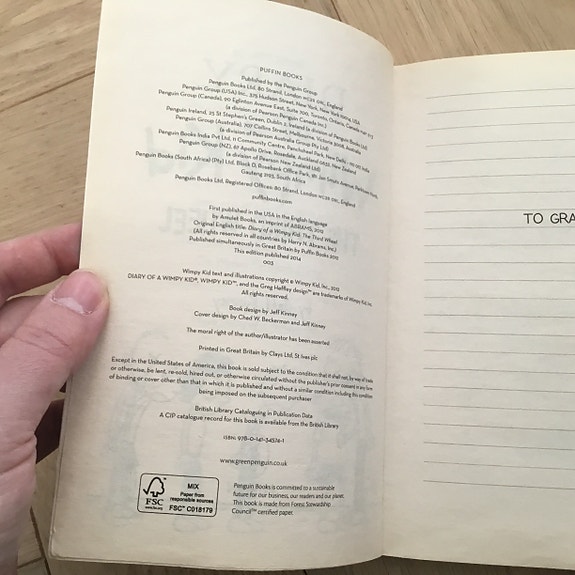 PUFFIN BOOKS
Published by the Penguin Group
Penguin Books Ltd, 80 Strand, London WC2R 0RL, England
Penguin Group (USA) Inc., 375 Hudson Street, New York, New York 10014, USA
Penguin Group (Canada), 90 Eglinton Avenue East, Suite 700, Toronto, Ontario, Canada M4P 2Y3
(a division of Pearson Penguin Canada Inc.)
Penguin Ireland, 25 St Stephen's Green, Dublin 2, Ireland (a division of Penguin Books Ltd)
Penguin Group (Australia), 707 Collins Street, Melbourne, Victoria 3008, Australia
(a division of Pearson Australia Group Pty Ltd)
Penguin Books India Pvt Ltd, 11 Community Centre, Panchsheel Park, New Delhi – 110 017, India
Penguin Group (NZ), 67 Apollo Drive, Rosedale, Auckland 0632, New Zealand
(a division of Pearson New Zealand Ltd)
Penguin Books (South Africa) (Pty) Ltd, Block D, Rosebank Office Park, 181 Jan Smuts Avenue, Parktown North,
Gauteng 2193, South Africa
Penguin Books Ltd, Registered Offices: 80 Strand, London WC2R 0RL, England
puffinbooks.com
First published in the USA in the English language
by Amulet Books, an imprint of ABRAMS, 2012
Original English title: Diary of a Wimpy Kid: The Third Wheel
(All rights reserved in all countries by Harry N. Abrams, Inc.)
Published simultaneously in Great Britain by Puffin Books 2012
This edition published 2014
003
Wimpy Kid text and illustrations copyright © Wimpy Kid, Inc., 2012
DIARY OF A WIMPY KID®, WIMPY KID™, and the Greg Heffley design™ are trademarks of Wimpy Kid, Inc.
All rights reserved.
Book design by Jeff Kinney
Cover design by Chad W. Beckerman and Jeff Kinney
The moral right of the author/illustrator has been asserted
Printed in Great Britain by Clays Ltd, St Ives plc
Except in the United States of America, this book is sold subject to the condition that it shall not, by way of trade
or otherwise, be lent, re-sold, hired out, or otherwise circulated without the publisher's prior consent in any form
of binding or cover other than that in which it is published and without a similar condition including this condition
being imposed on the subsequent purchaser
British Library Cataloguing in Publication Data
A CIP catalogue record for this book is available from the British Library
ISBN: 978-0-141-34574-1
www.greenpenguin.co.uk
FSC
www.fsc.org
MIX
Paper from
responsible sources
FSC™ C018179
Penguin Books is committed to a sustainable
future for our business, our readers and our planet.
This book is made from Forest Stewardship
Council™ certified paper.
TO GRA